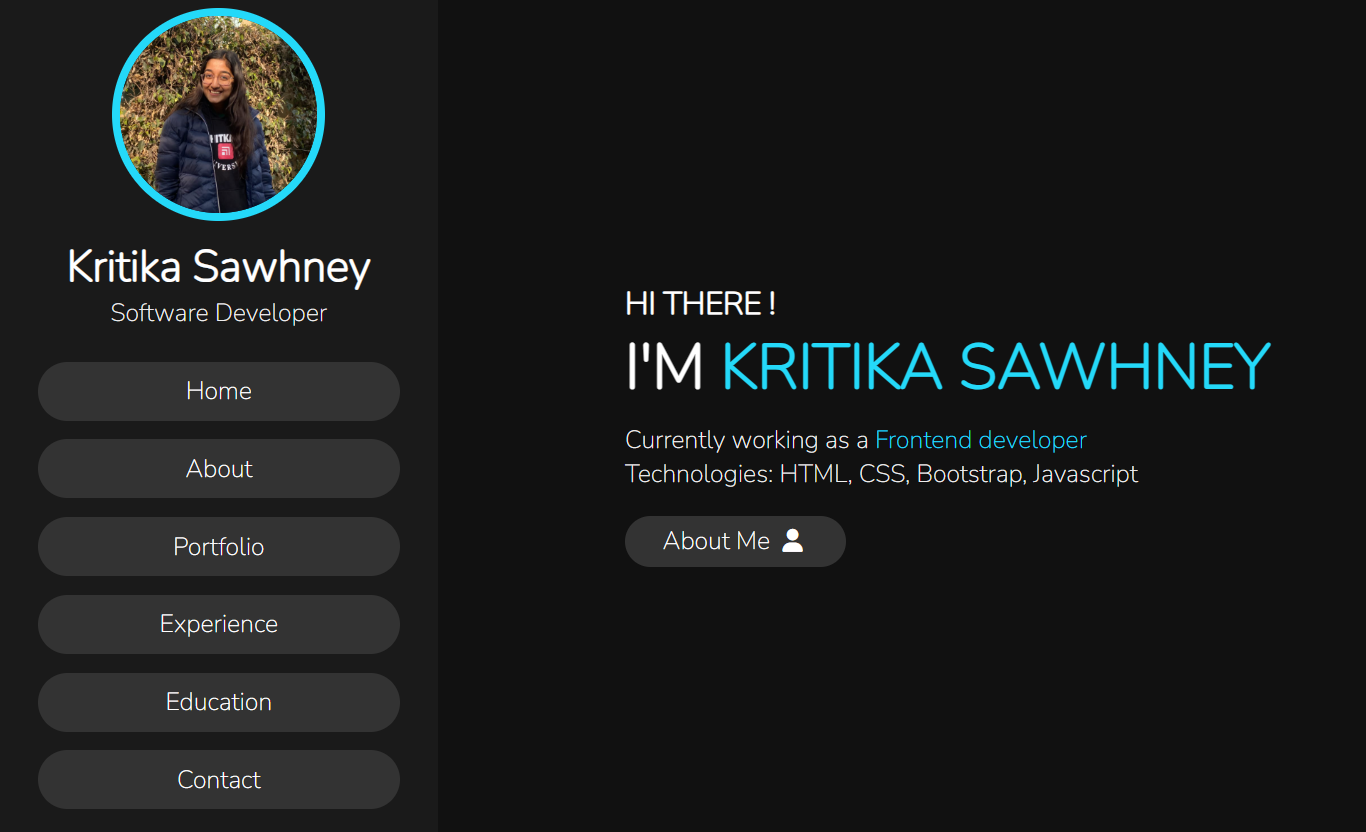 Kritika Sawhney
Software Developer
Home
About
Portfolio
Experience
Education
Contact
HI THERE !
I'M KRITIKA SAWHNEY
Currently working as a Frontend developer
Technologies: HTML, CSS, Bootstrap, Javascript
About Me